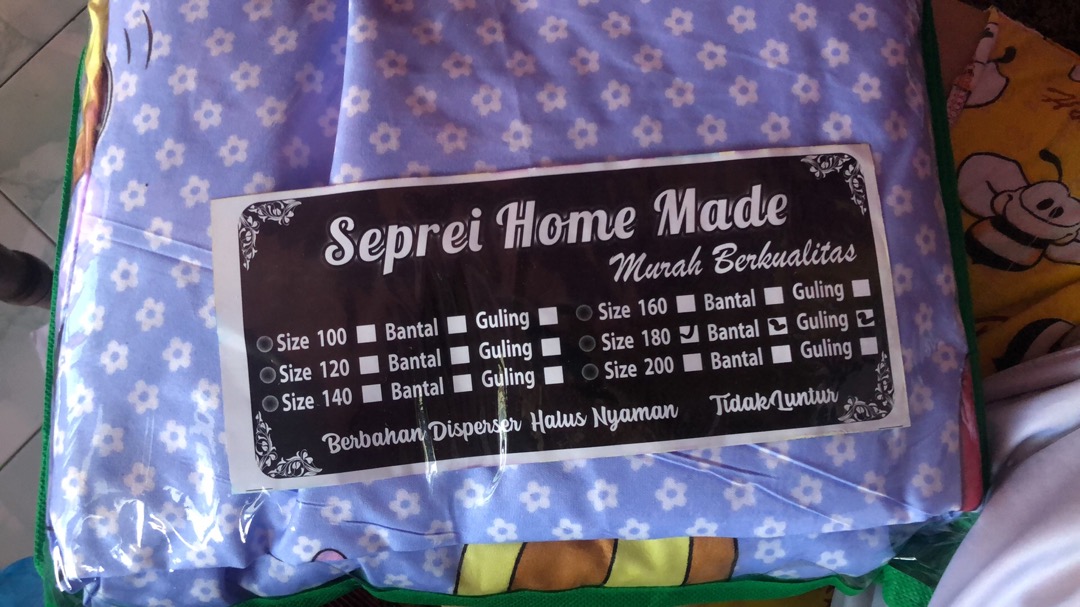 Seprei Home Made
Murah Berkualitas
Size 100 Bantal Guling
Size 120 Bantal Guling
Size 140 Bantal Guling
Size 160 Bantal Guling
Size 180 Bantal Guling
Size 200 Bantal Guling
Berbahan Disperser Halus Nyaman Tidak Luntur